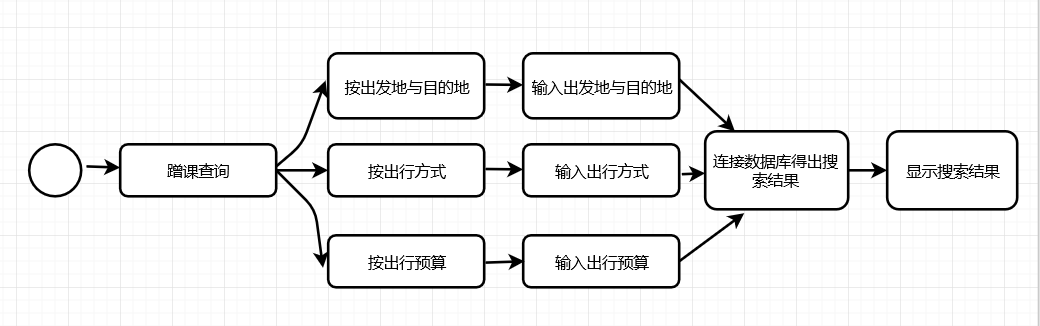 按出发地与目的地
输入出发地与目的地
蹭课查询
按出行方式
输入出行方式
连接数据库得出搜
索结果
显示搜索结果
按出行预算
输入出行预算